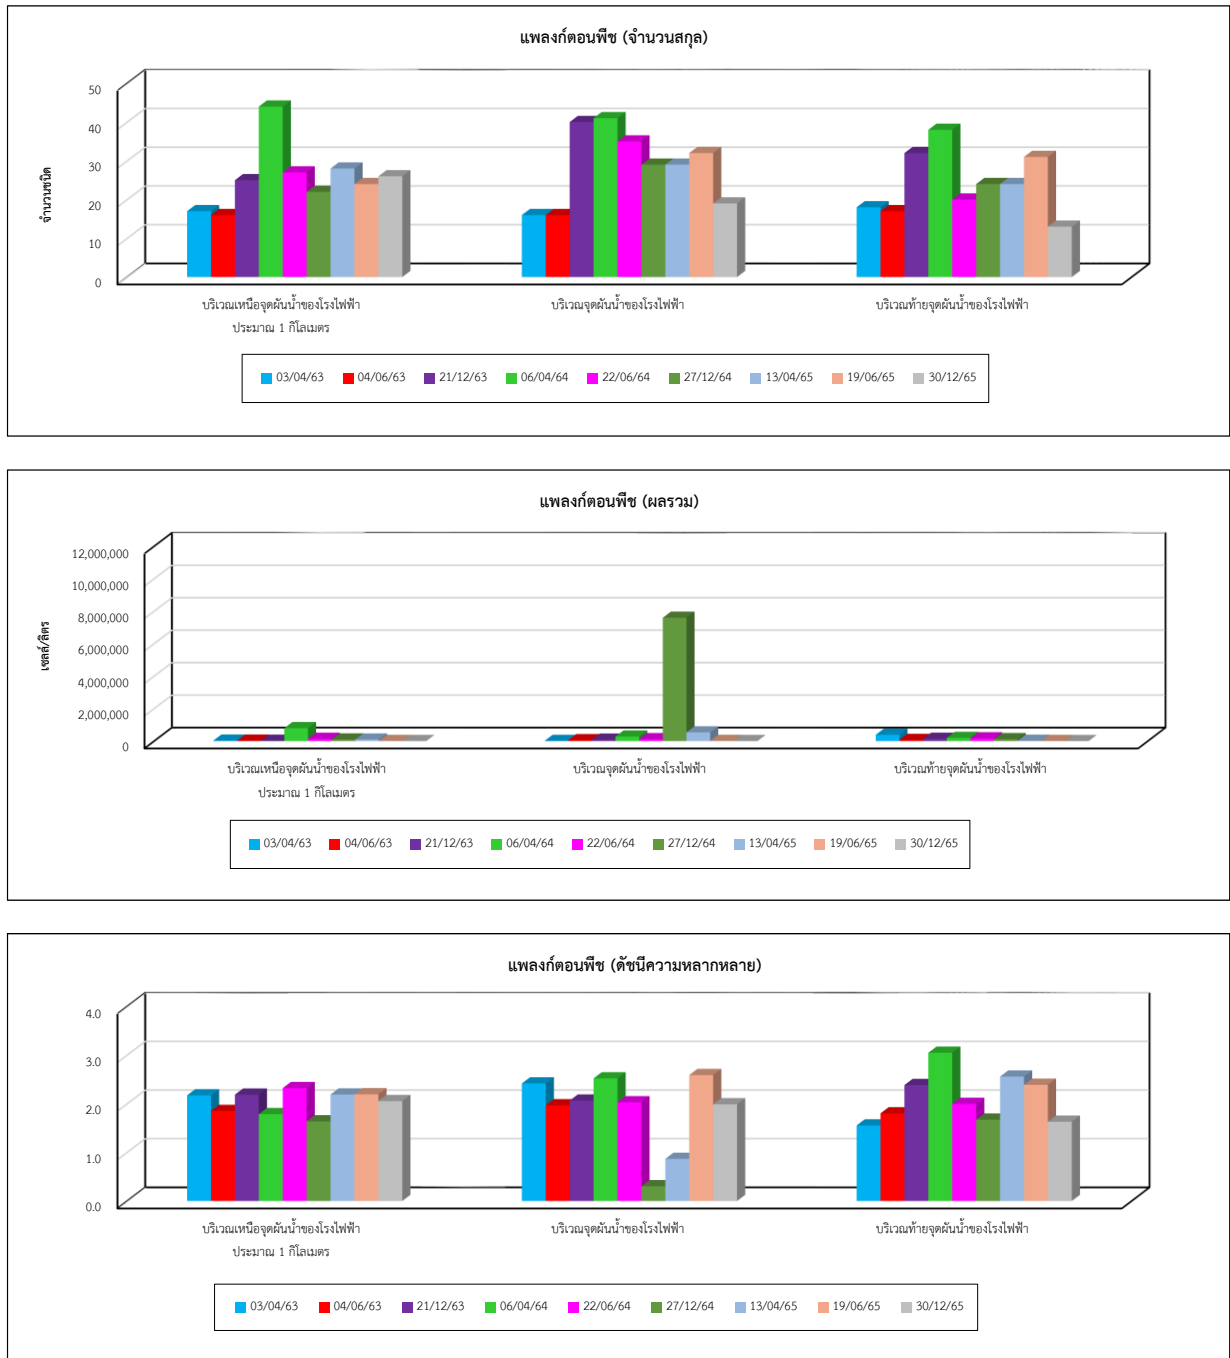 แพลงก์ตอนพืช (จำนวนสกุล)
จำนวนชนิด
50
40
30
20
10
0
บริเวณเหนือจุดผันน้ำของโรงไฟฟ้า
ประมาณ 1 กิโลเมตร
บริเวณจุดผันน้ำของโรงไฟฟ้า
บริเวณท้ายจุดผันน้ำของโรงไฟฟ้า
03/04/63 04/06/63 21/12/63 06/04/64 22/06/64 27/12/64 13/04/65 19/06/65 30/12/65
แพลงก์ตอนพืช (ผลรวม)
เซลล์/ลิตร
12,000,000
10,000,000
8,000,000
6,000,000
4,000,000
2,000,000
0
บริเวณเหนือจุดผันน้ำของโรงไฟฟ้า
ประมาณ 1 กิโลเมตร
บริเวณจุดผันน้ำของโรงไฟฟ้า
บริเวณท้ายจุดผันน้ำของโรงไฟฟ้า
03/04/63 04/06/63 21/12/63 06/04/64 22/06/64 27/12/64 13/04/65 19/06/65 30/12/65
แพลงก์ตอนพืช (ดัชนีความหลากหลาย)
4.0
3.0
2.0
1.0
0.0
บริเวณเหนือจุดผันน้ำของโรงไฟฟ้า
ประมาณ 1 กิโลเมตร
บริเวณจุดผันน้ำของโรงไฟฟ้า
บริเวณท้ายจุดผันน้ำของโรงไฟฟ้า
03/04/63 04/06/63 21/12/63 06/04/64 22/06/64 27/12/64 13/04/65 19/06/65 30/12/65